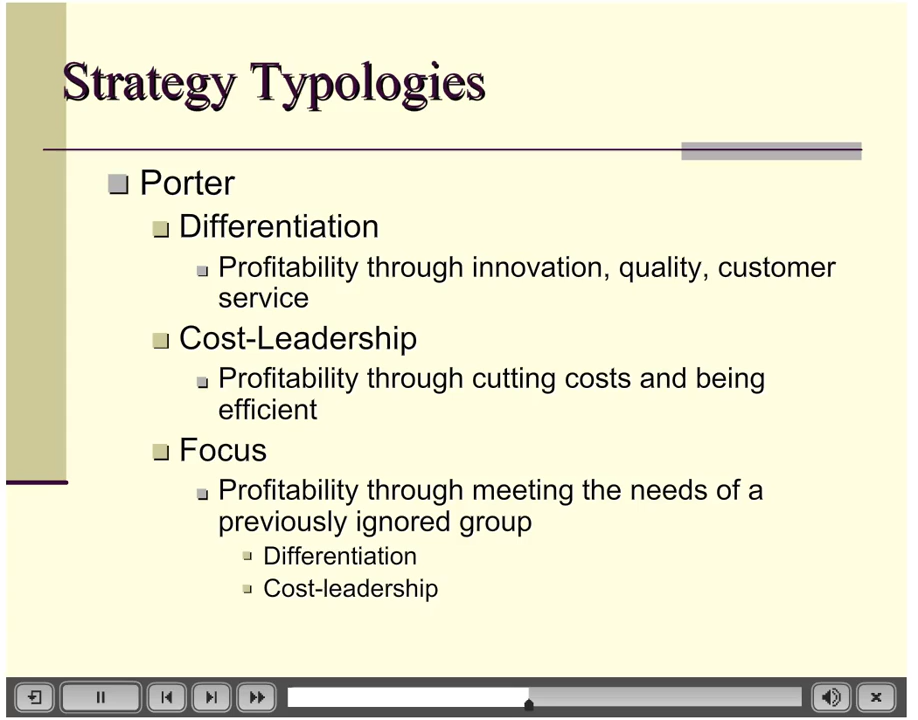 Strategy Typologies
Porter
Differentiation
Profitability through innovation, quality, customer
service
Cost-Leadership
Profitability through cutting costs and being
efficient
Focus
Profitability through meeting the needs of a
previously ignored group
Differentiation
Cost-leadership